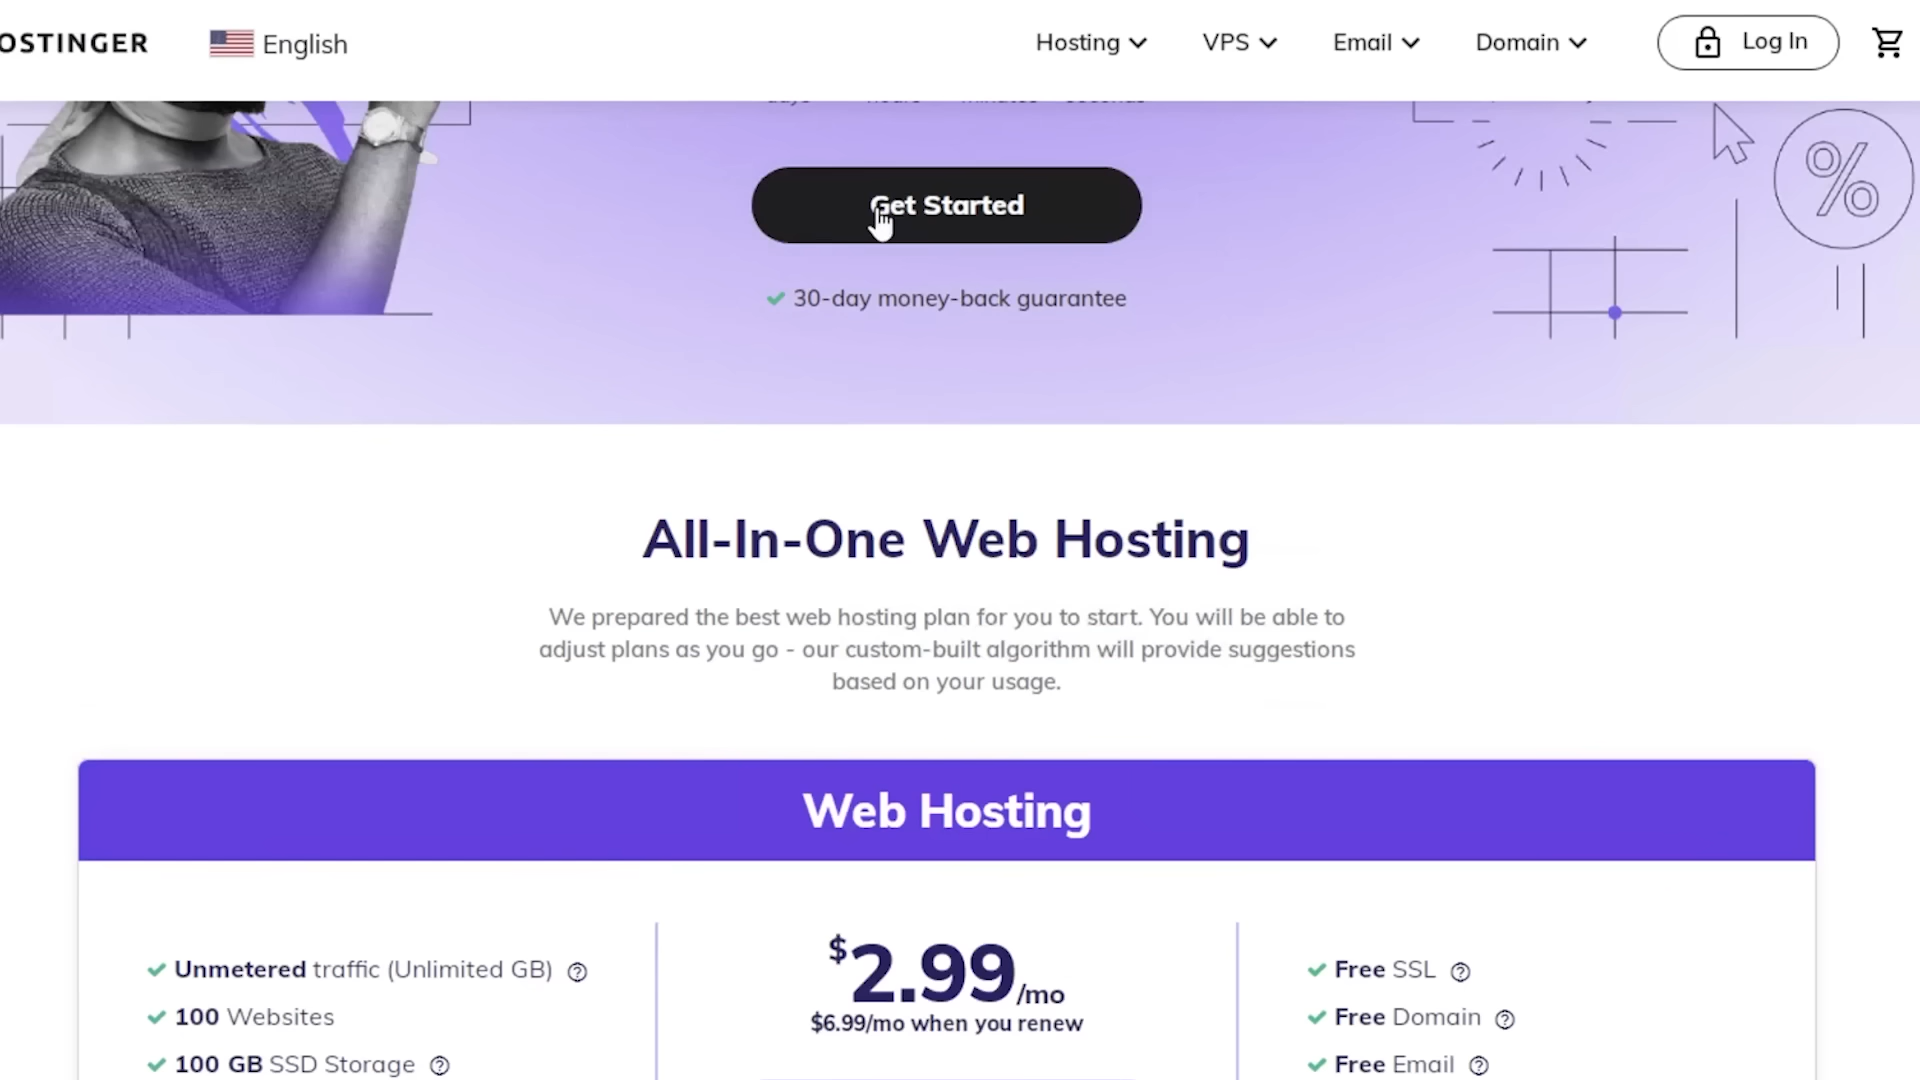 OSTINGER
English
Hosting
VPS
Email
Domain
Log In
days hours minutes seconds
Get Started
30-day money-back guarantee
%
All-In-One Web Hosting
We prepared the best web hosting plan for you to start. You will be able to
adjust plans as you go - our custom-built algorithm will provide suggestions
based on your usage.
Web Hosting
Unmetered traffic (Unlimited GB)
100 Websites
100 GB SSD Storage
$2.99/mo
$6.99/mo when you renew
Free SSL
Free Domain
Free Email